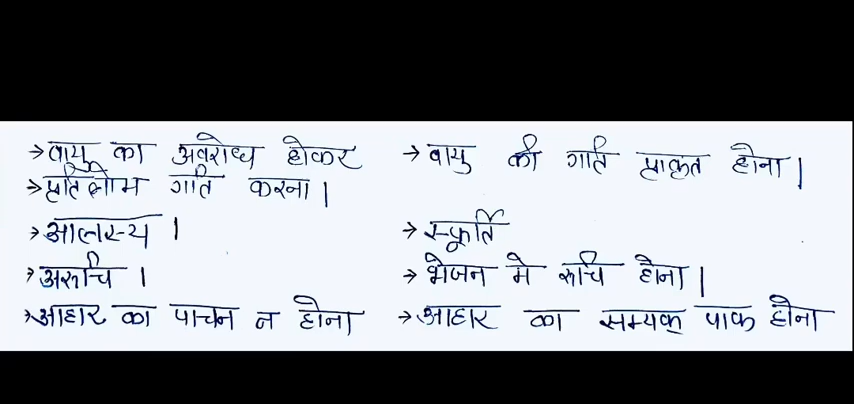 → वायु का अवरोध होकर
→ प्रतिलोम गति करना।
→ आलस्य ।
→ अरुचि ।
→ आहार का पाचन न होना
→ वायु की गति प्राकृत होना।
→ स्फूर्ति
→ भोजन मे रुचि होना।
→ आहार का सम्यक् पाक होना